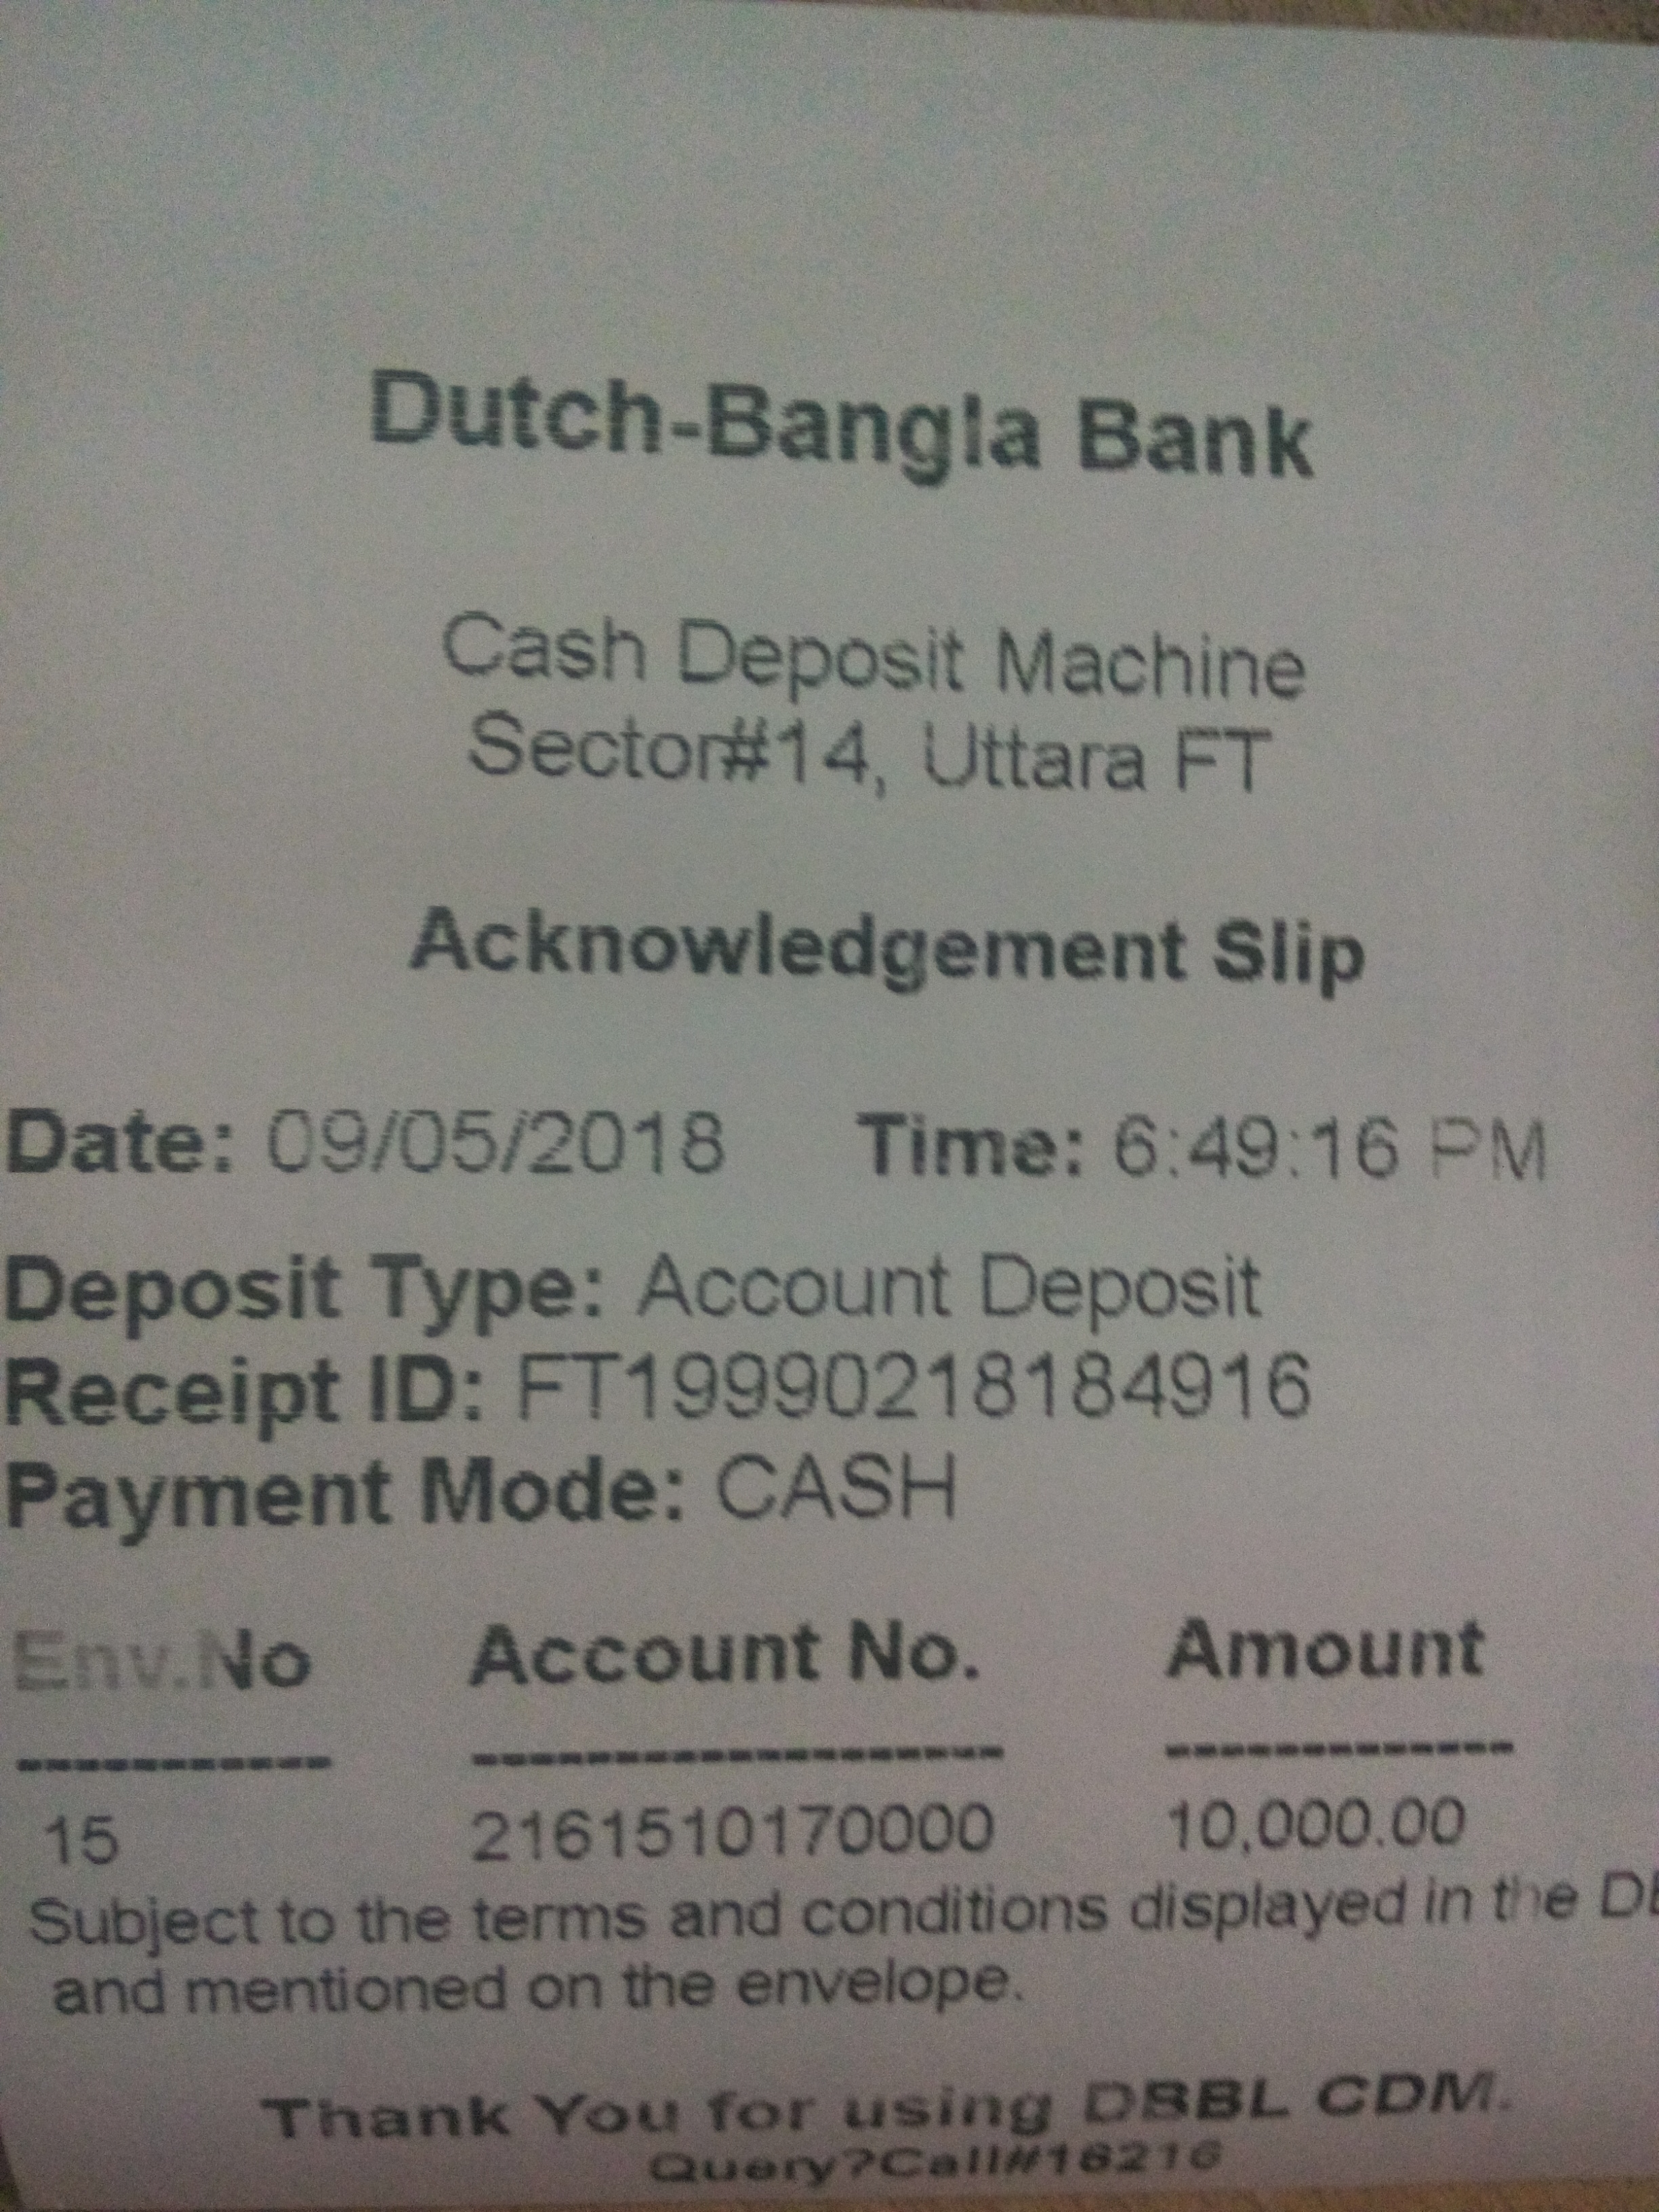 Dutch-Bangla Bank
Cash Deposit Machine
Sector#14, Uttara FT
Acknowledgement Slip
Date: 09/05/2018 Time: 6:49:16 PM
Deposit Type: Account Deposit
Receipt ID: FT19990218184916
Payment Mode: CASH
Env.No Account No. Amount
----------- ------------------- -------------
15 2161510170000 10,000.00
Subject to the terms and conditions displayed in the
and mentioned on the envelope.
Thank You for using DBBL CDM.
Query?Call#16216